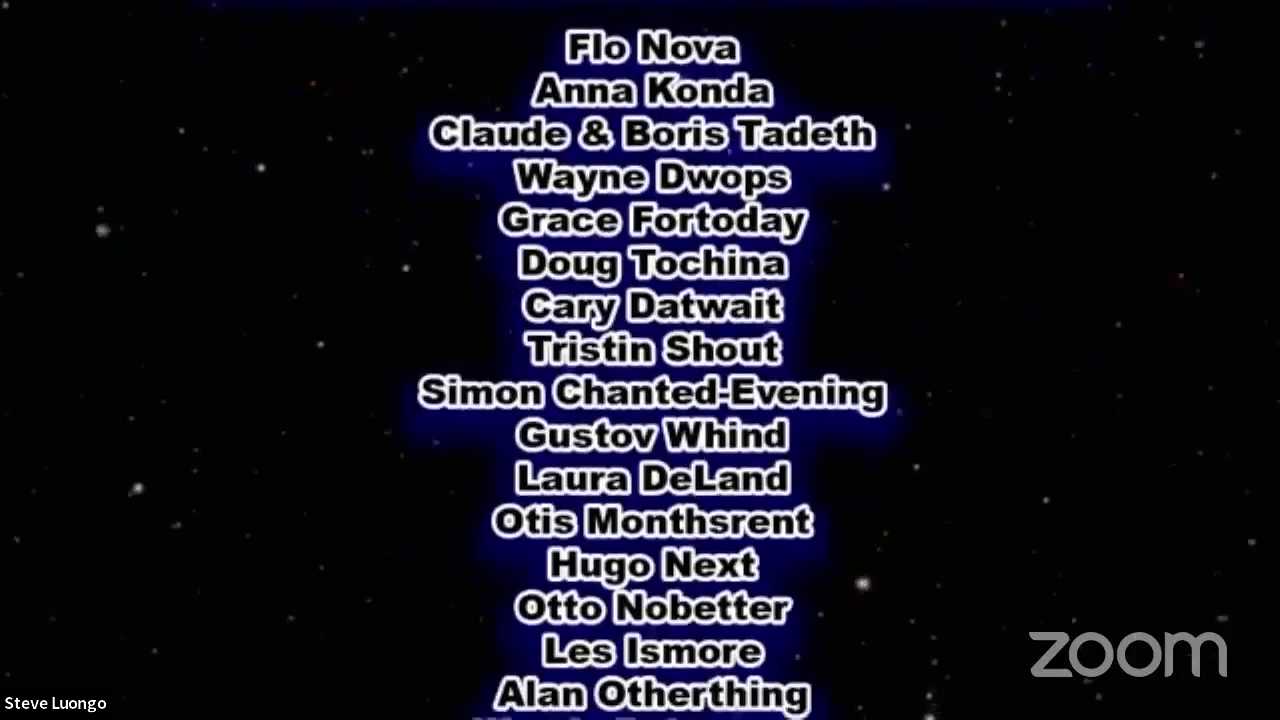 Flo Nova
Anna Konda
Claude & Boris Tadeth
Wayne Dwops
Grace Fortoday
Doug Tochina
Cary Datwait
Tristin Shout
Simon Chanted-Evening
Gustov Whind
Laura DeLand
Otis Monthsrent
Hugo Next
Otto Nobetter
Les Ismore
Alan Otherthing
zoom
Steve Luongo